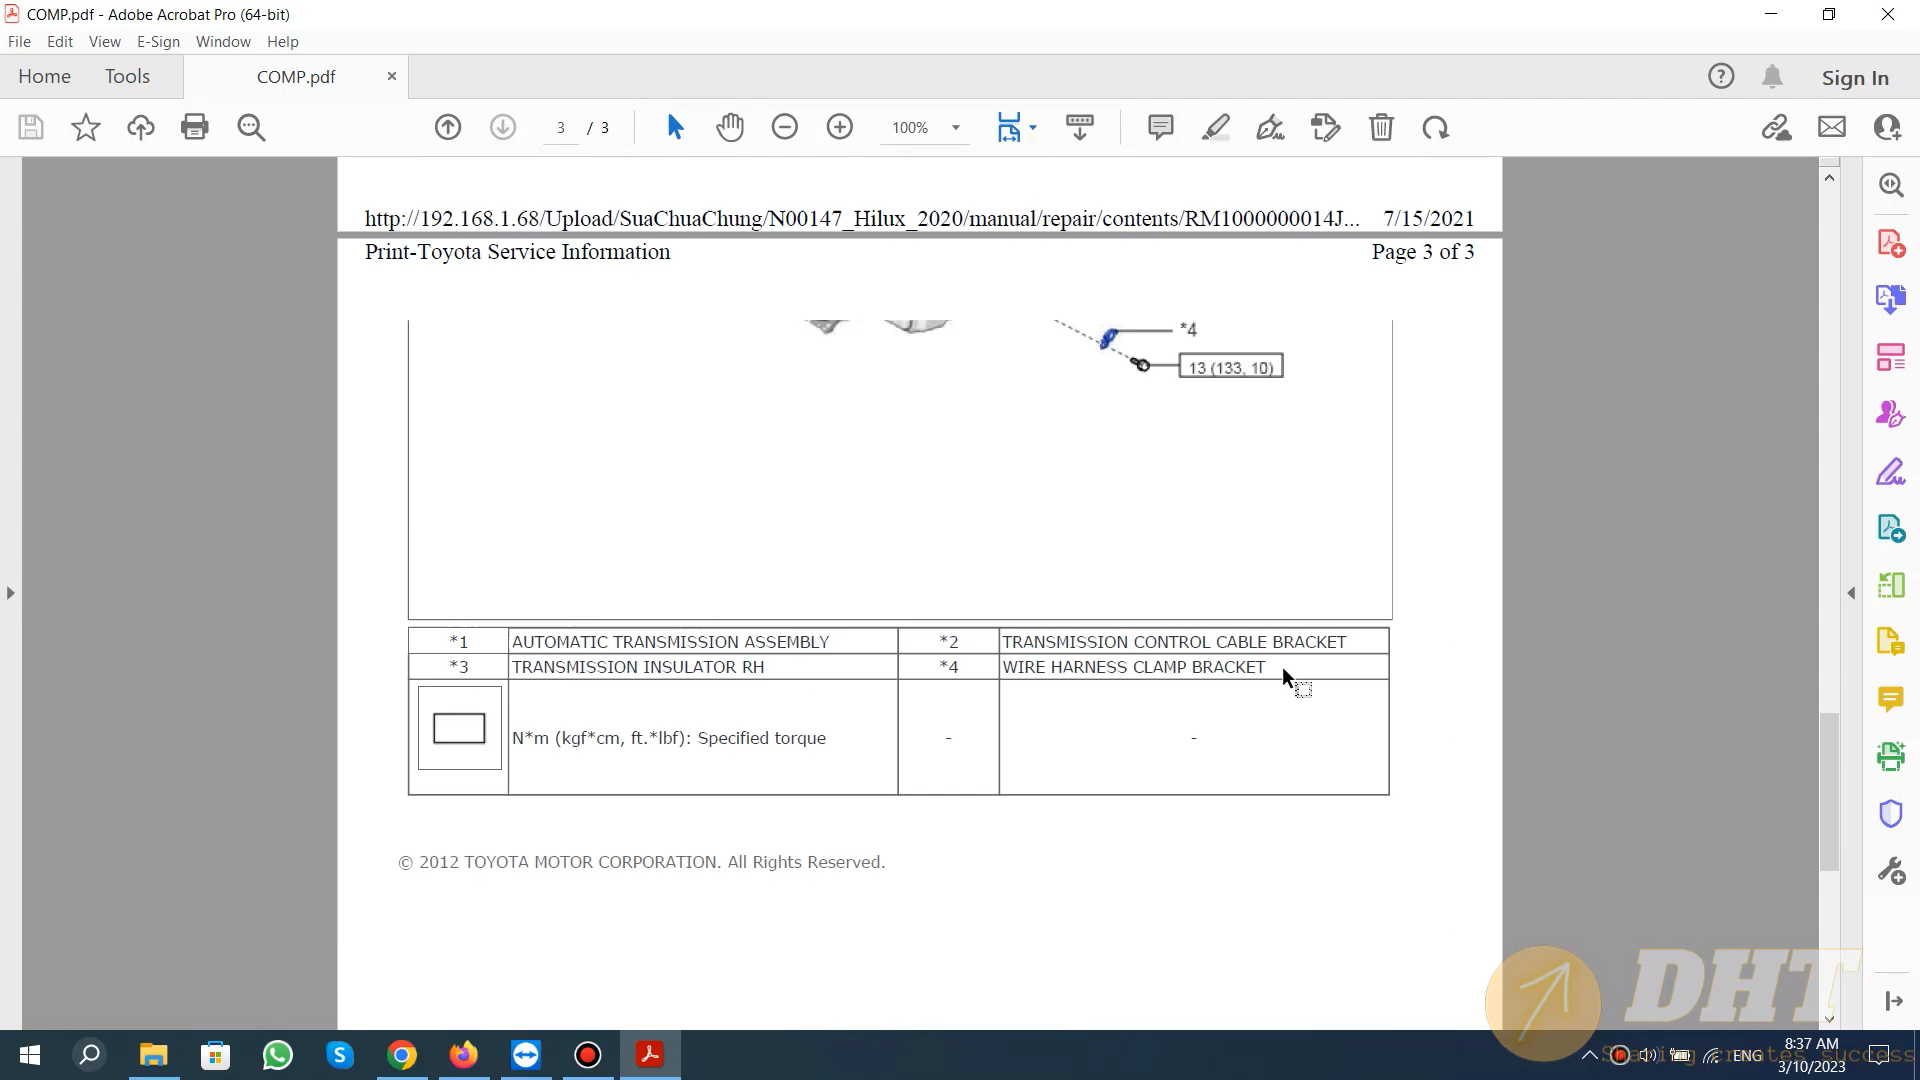 COMP.pdf - Adobe Acrobat Pro (64-bit)
File Edit View E-Sign Window Help
Home Tools COMP.pdf × Sign In
3 / 3 100%
http://192.168.1.68/Upload/SuaChuaChung/N00147_Hilux_2020/manual/repair/contents/RM1000000014J... 7/15/2021
Print-Toyota Service Information Page 3 of 3
*4
13 (133, 10)
*1 AUTOMATIC TRANSMISSION ASSEMBLY *2 TRANSMISSION CONTROL CABLE BRACKET
*3 TRANSMISSION INSULATOR RH *4 WIRE HARNESS CLAMP BRACKET
N*m (kgf*cm, ft.*lbf): Specified torque - -
© 2012 TOYOTA MOTOR CORPORATION. All Rights Reserved.
DHT
Sharing creates success
8:37 AM
ENG
3/10/2023